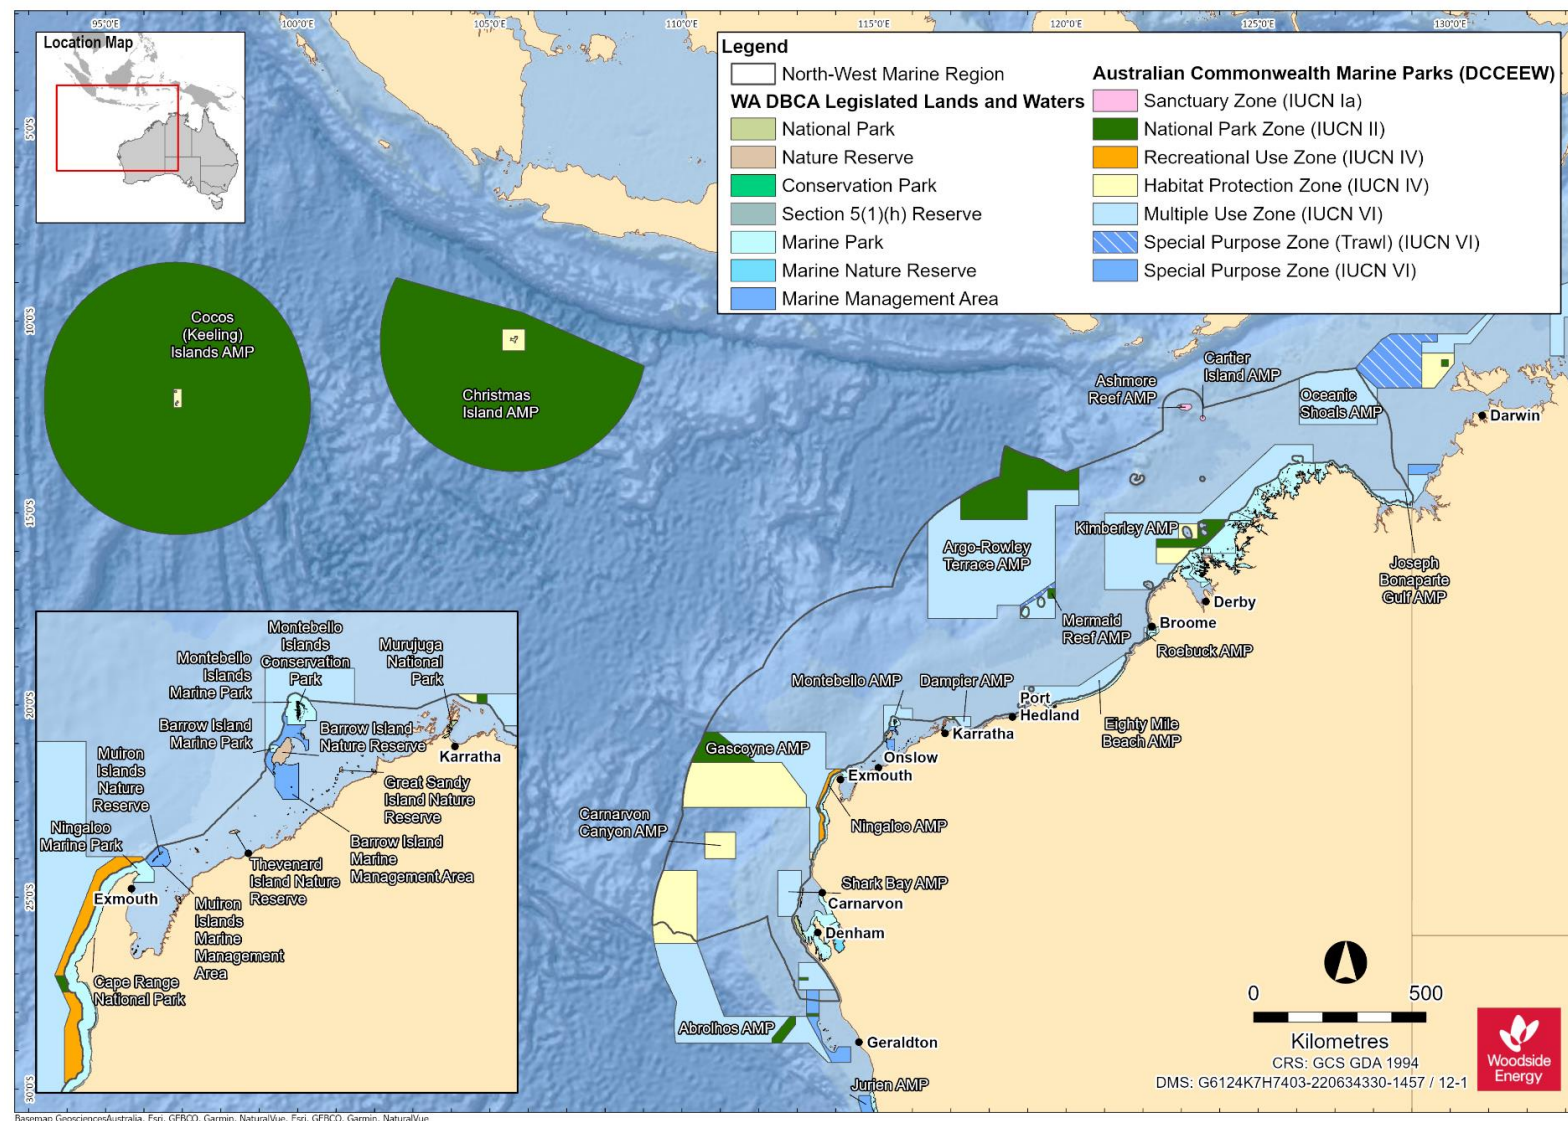 95°0'E
100°0'E
105°0'E
110°0'E
115°0'E
120°0'E
125°0'E
130°0'E
5°0'S
10°0'S
15°0'S
20°0'S
25°0'S
30°0'S
Location Map
Legend
North-West Marine Region
WA DBCA Legislated Lands and Waters
National Park
Nature Reserve
Conservation Park
Section 5(1)(h) Reserve
Marine Park
Marine Nature Reserve
Marine Management Area
Australian Commonwealth Marine Parks (DCCEEW)
Sanctuary Zone (IUCN Ia)
National Park Zone (IUCN II)
Recreational Use Zone (IUCN IV)
Habitat Protection Zone (IUCN IV)
Multiple Use Zone (IUCN VI)
Special Purpose Zone (Trawl) (IUCN VI)
Special Purpose Zone (IUCN VI)
Cocos
(Keeling)
Islands AMP
Christmas
Island AMP
Ashmore
Reef AMP
Cartier
Island AMP
Oceanic
Shoals AMP
Darwin
Kimberley AMP
Argo-Rowley
Terrace AMP
Joseph
Bonaparte
Gulf AMP
Derby
Mermaid
Reef AMP
Broome
Roebuck AMP
Montebello AMP
Dampier AMP
Port
Hedland
Karratha
Eighty Mile
Beach AMP
Gascoyne AMP
Onslow
Exmouth
Carnarvon
Canyon AMP
Ningaloo AMP
Shark Bay AMP
Carnarvon
Denham
Abrolhos AMP
Geraldton
Jurien AMP
Montebello
Islands
Conservation
Park
Murujuga
National
Park
Montebello
Islands
Marine Park
Barrow Island
Marine Park
Barrow Island
Nature Reserve
Karratha
Muiron
Islands
Nature
Reserve
Great Sandy
Island Nature
Reserve
Ningaloo
Marine Park
Barrow Island
Marine
Management Area
Thevenard
Island Nature
Reserve
Exmouth
Muiron
Islands
Marine
Management
Area
Cape Range
National Park
0 500
Kilometres
CRS: GCS GDA 1994
DMS: G6124K7H7403-220634330-1457 / 12-1
Woodside
Energy
Basemap GeosciencesAustralia, Esri, GEBCO, Garmin, NaturalVue, Esri, GEBCO, Garmin, NaturalVue